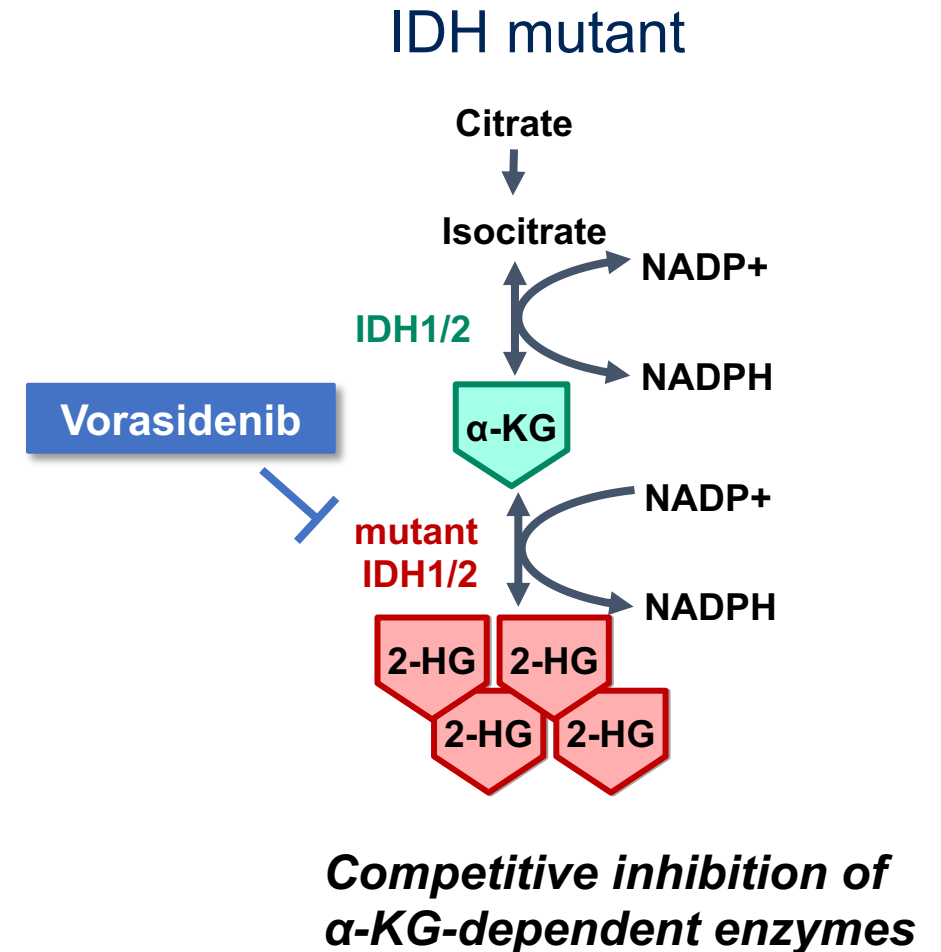 IDH mutant
Citrate
Isocitrate
NADP+
IDH1/2
NADPH
Vorasidenib
α-KG
NADP+
mutant
IDH1/2
NADPH
2-HG 2-HG
2-HG 2-HG
Competitive inhibition of
α-KG-dependent enzymes